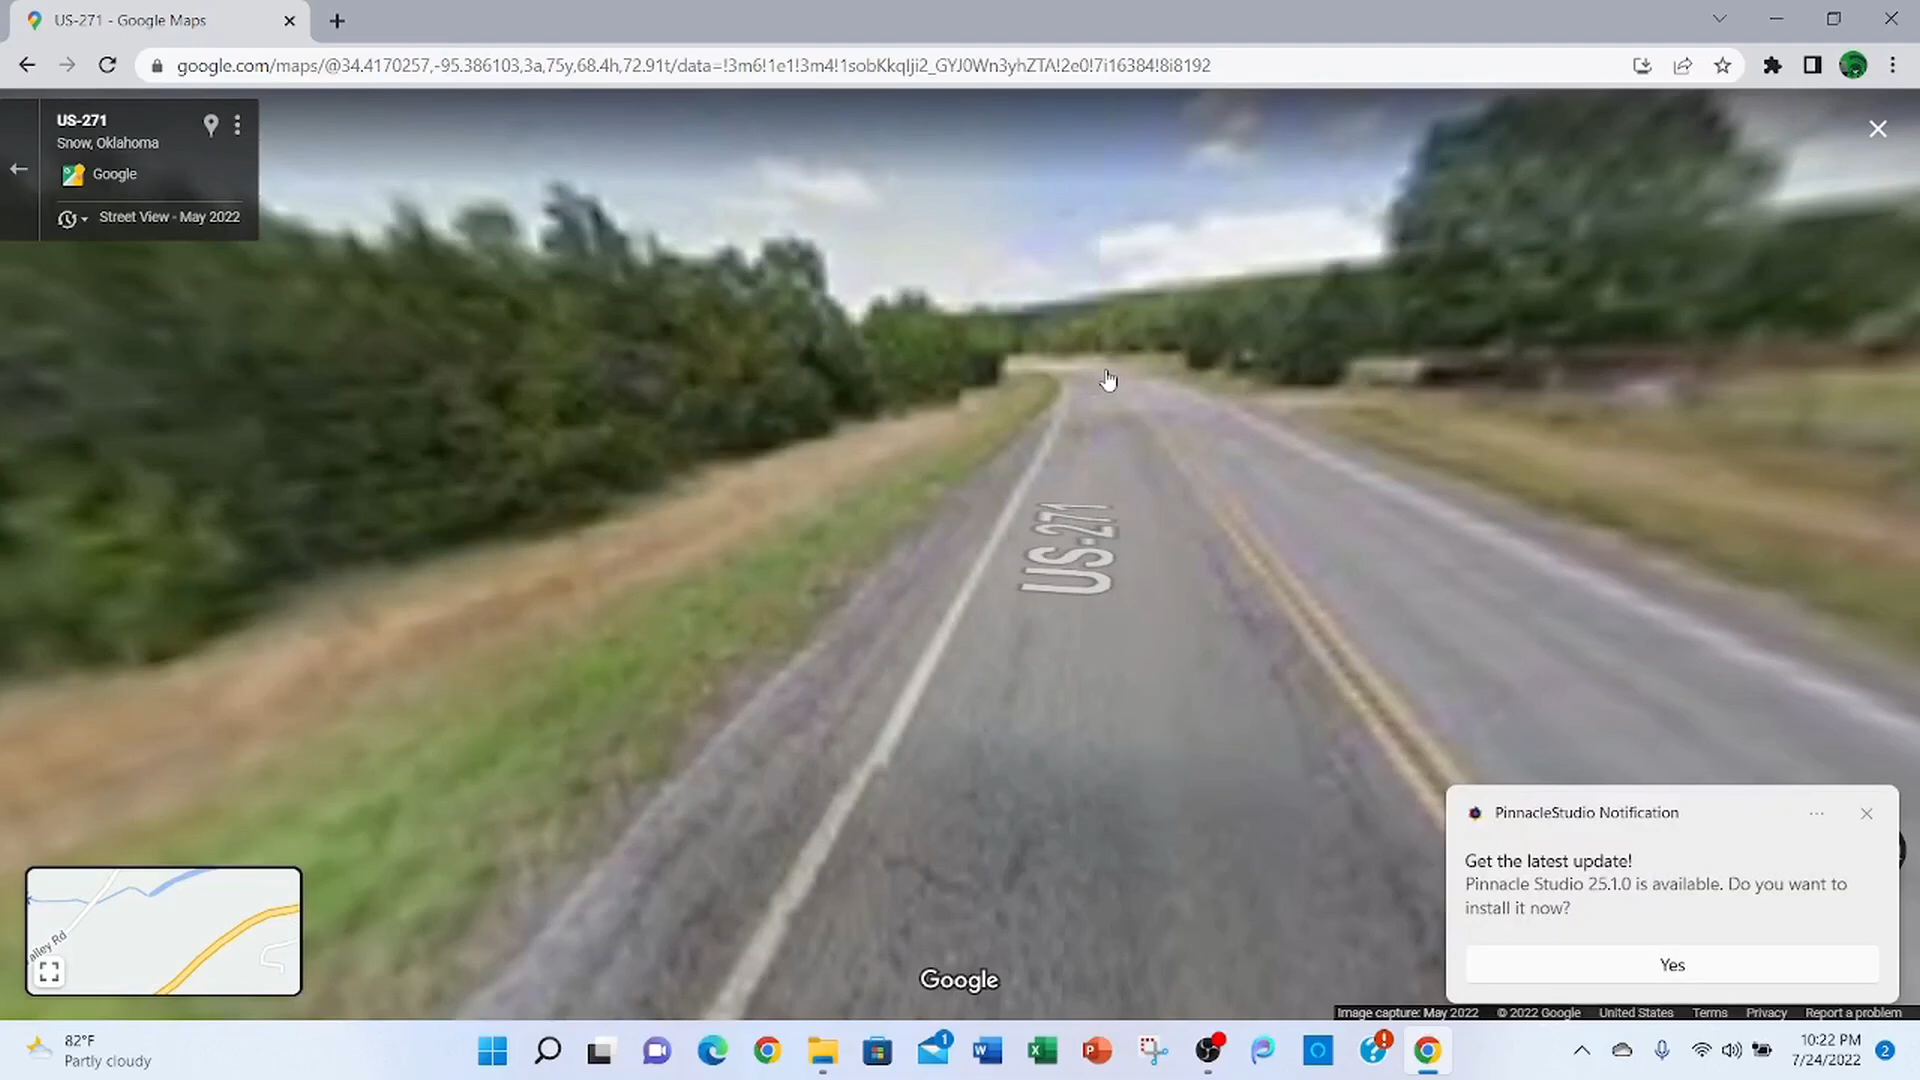 US-271 - Google Maps
google.com/maps/@34.4170257,-95.386103,3a,75y,68.4h,72.91t/data=!3m6!1e1!3m4!1sobKkqIji2_GYJ0Wn3yhZTA!2e0!7i16384!8i8192
US-271
Snow, Oklahoma
Google
Street View - May 2022
US-271
PinnacleStudio Notification
Get the latest update!
Pinnacle Studio 25.1.0 is available. Do you want to
install it now?
Yes
alley Rd
Google
Image capture: May 2022 © 2022 Google United States Terms Privacy Report a problem
82°F
Partly cloudy
1
10:22 PM
7/24/2022
2